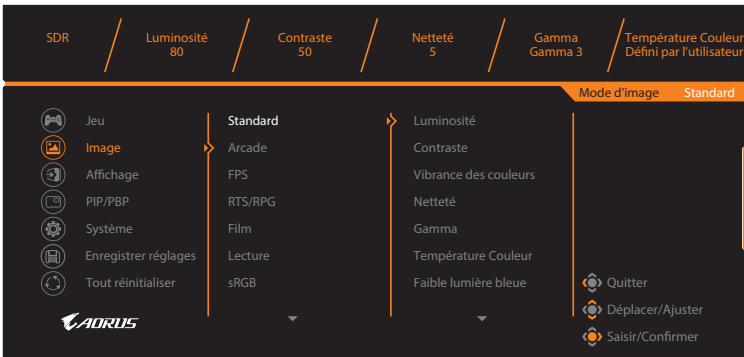 SDR
Luminosité
80
Contraste
50
Netteté
5
Gamma
Gamma 3
Température Couleur
Défini par l'utilisateur
Mode d'image Standard
Jeu
Image
Affichage
PIP/PBP
Système
Enregistrer réglages
Tout réinitialiser
Standard
Arcade
FPS
RTS/RPG
Film
Lecture
sRGB
Luminosité
Contraste
Vibrance des couleurs
Netteté
Gamma
Température Couleur
Faible lumière bleue
Quitter
Déplacer/Ajuster
Saisir/Confirmer
AORUS